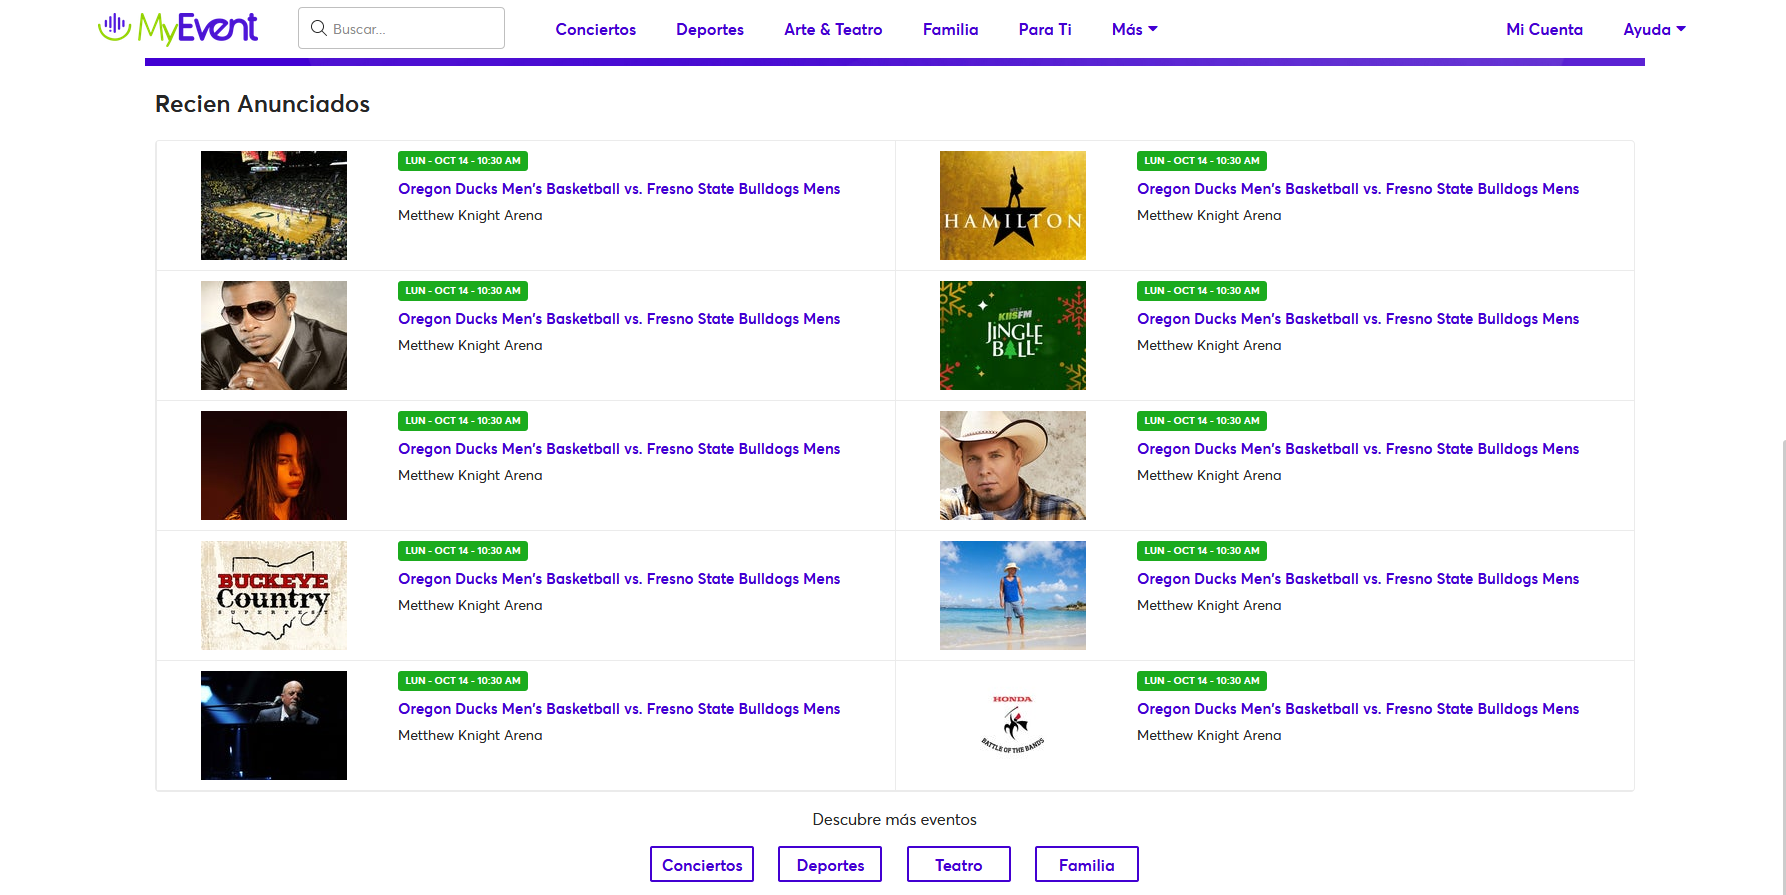 MyEvent
Buscar...
Conciertos
Deportes
Arte & Teatro
Familia
Para Ti
Más
Mi Cuenta
Ayuda
Recien Anunciados
LUN - OCT 14 - 10:30 AM
Oregon Ducks Men's Basketball vs. Fresno State Bulldogs Mens
Metthew Knight Arena
HAMILTON
LUN - OCT 14 - 10:30 AM
Oregon Ducks Men's Basketball vs. Fresno State Bulldogs Mens
Metthew Knight Arena
LUN - OCT 14 - 10:30 AM
Oregon Ducks Men's Basketball vs. Fresno State Bulldogs Mens
Metthew Knight Arena
KIISFM
JINGLE
BALL
LUN - OCT 14 - 10:30 AM
Oregon Ducks Men's Basketball vs. Fresno State Bulldogs Mens
Metthew Knight Arena
LUN - OCT 14 - 10:30 AM
Oregon Ducks Men's Basketball vs. Fresno State Bulldogs Mens
Metthew Knight Arena
LUN - OCT 14 - 10:30 AM
Oregon Ducks Men's Basketball vs. Fresno State Bulldogs Mens
Metthew Knight Arena
BUCKEYE
Country
SUPERFEST
LUN - OCT 14 - 10:30 AM
Oregon Ducks Men's Basketball vs. Fresno State Bulldogs Mens
Metthew Knight Arena
LUN - OCT 14 - 10:30 AM
Oregon Ducks Men's Basketball vs. Fresno State Bulldogs Mens
Metthew Knight Arena
LUN - OCT 14 - 10:30 AM
Oregon Ducks Men's Basketball vs. Fresno State Bulldogs Mens
Metthew Knight Arena
HONDA
BATTLE OF THE BANDS
LUN - OCT 14 - 10:30 AM
Oregon Ducks Men's Basketball vs. Fresno State Bulldogs Mens
Metthew Knight Arena
Descubre más eventos
Conciertos
Deportes
Teatro
Familia